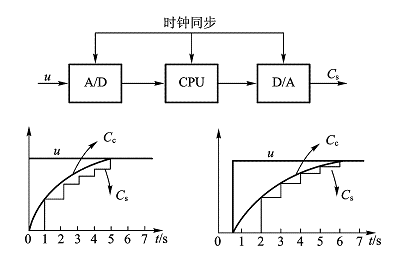 时钟同步
u A/D CPU D/A Cs
u Cc
Cs
0 1 2 3 4 5 6 7 t/s
u Cc
Cs
0 1 2 3 4 5 6 7 t/s